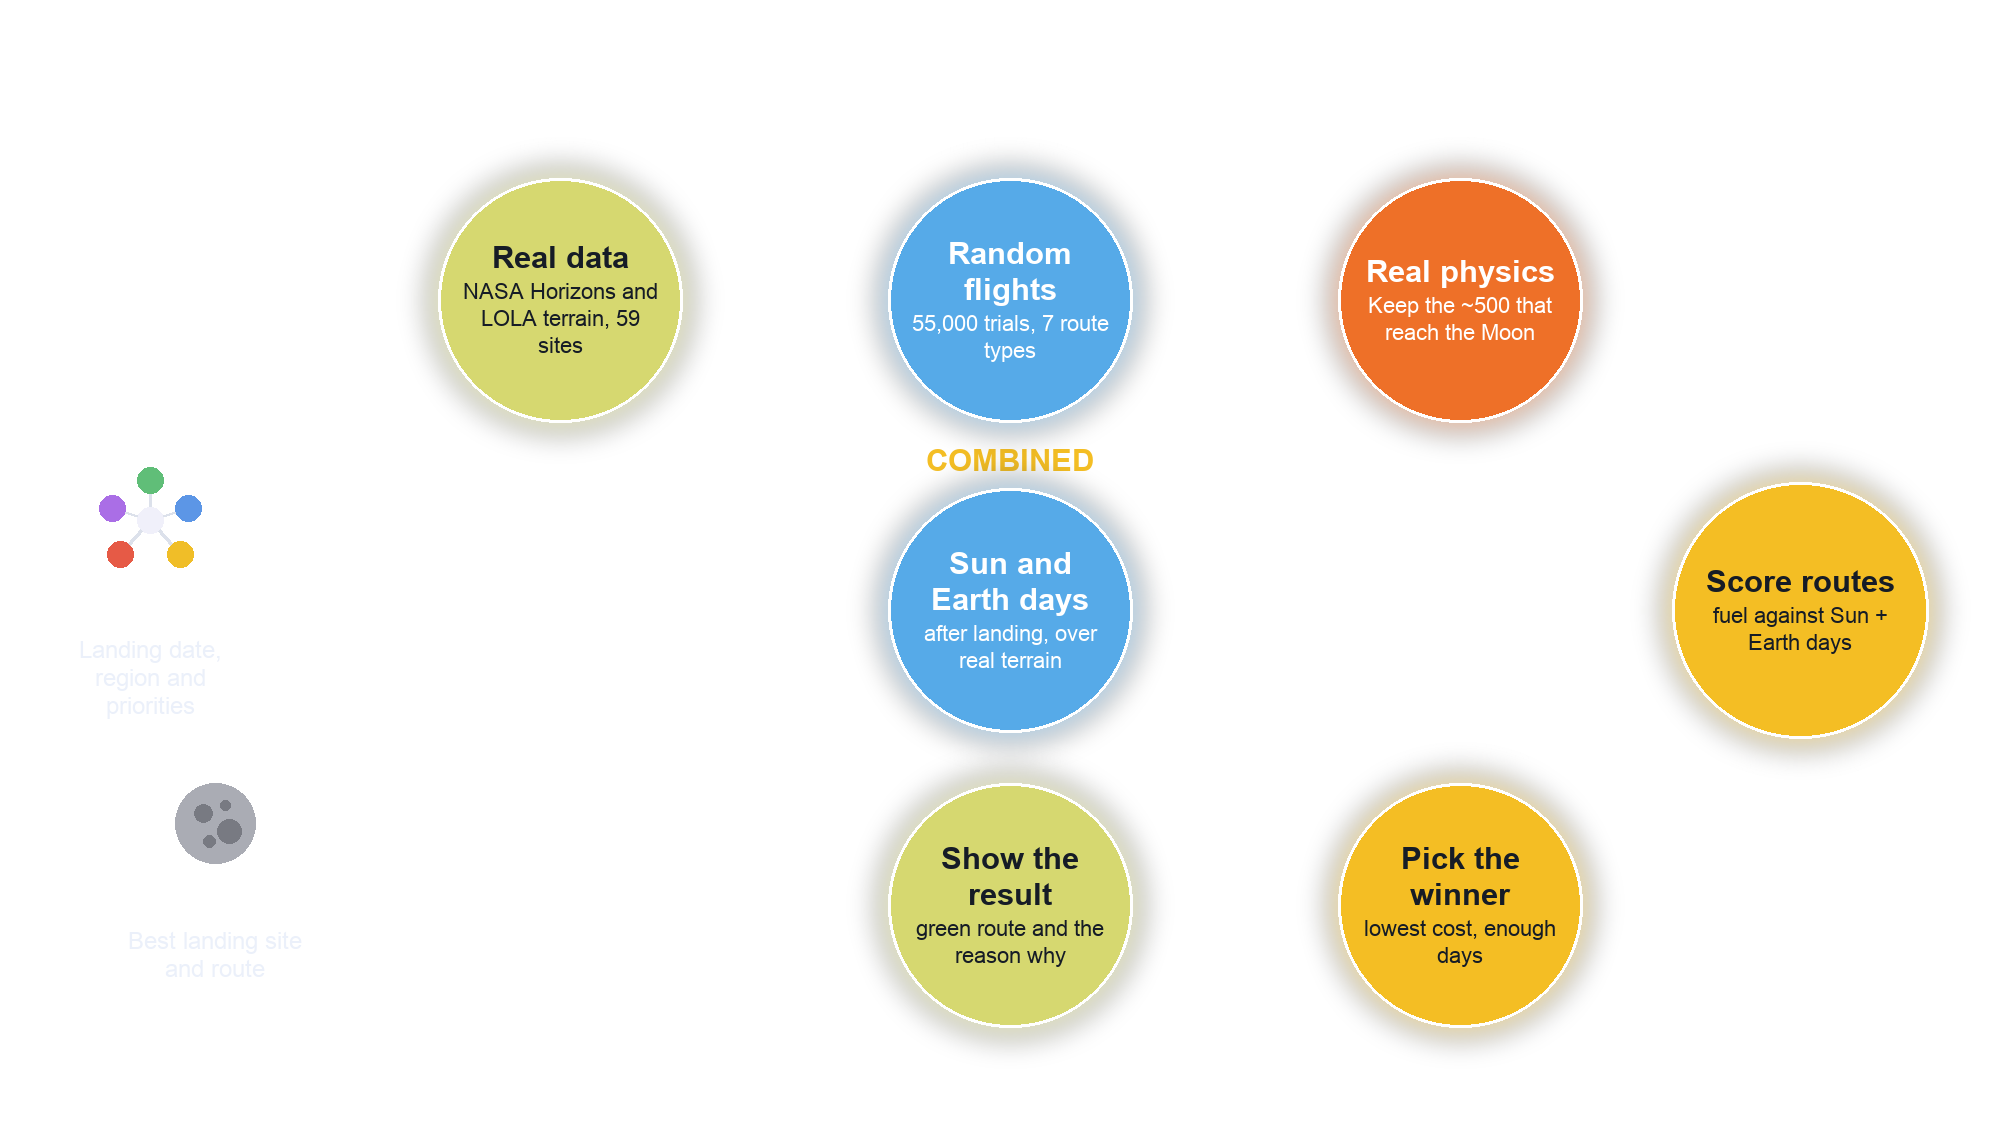 Real data
NASA Horizons and
LOLA terrain, 59
sites
Random
flights
55,000 trials, 7 route
types
Real physics
Keep the ~500 that
reach the Moon
COMBINED
Sun and
Earth days
after landing, over
real terrain
Score routes
fuel against Sun +
Earth days
Landing date,
region and
priorities
Show the
result
green route and the
reason why
Pick the
winner
lowest cost, enough
days
Best landing site
and route